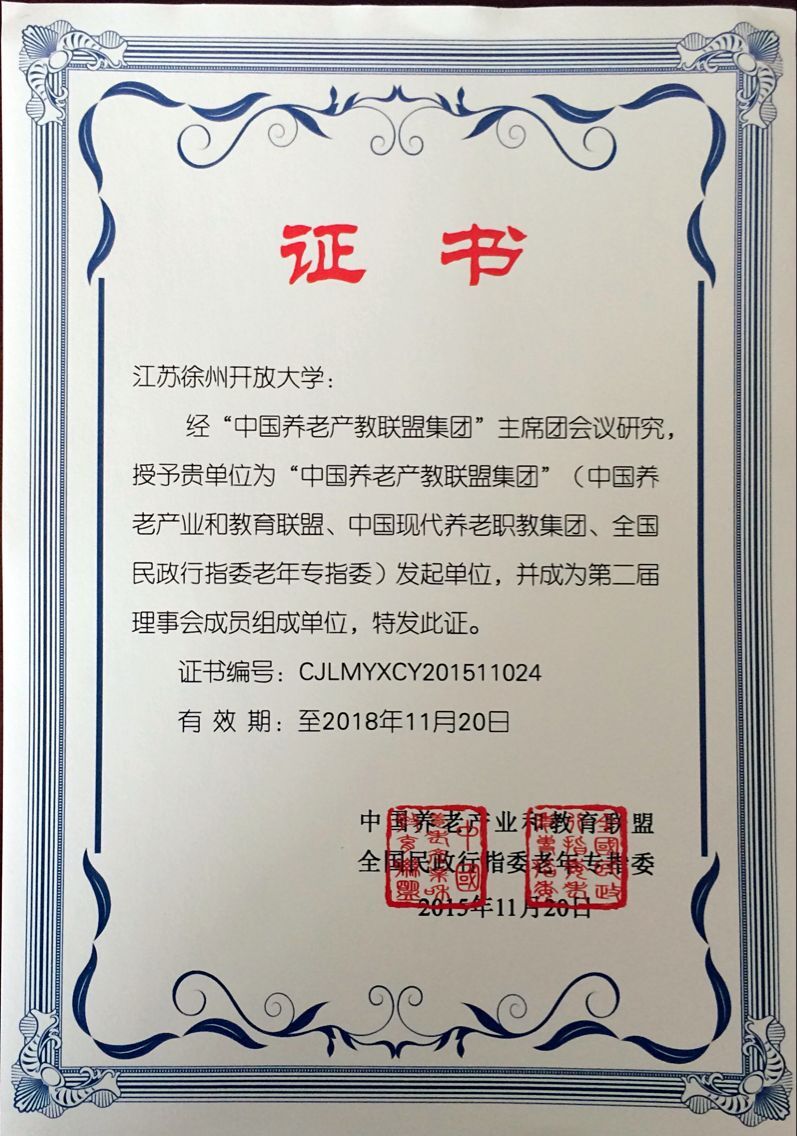 证 书
江苏徐州开放大学：
经“中国养老产教联盟集团”主席团会议研究，
授予贵单位为“中国养老产教联盟集团”（中国养
老产业和教育联盟、中国现代养老职教集团、全国
民政行指委老年专指委）发起单位，并成为第二届
理事会成员组成单位，特发此证。
证书编号：CJLMYXCY201511024
有 效 期：至2018年11月20日
中国养老产业和教育联盟
全国民政行指委老年专指委
2015年11月20日